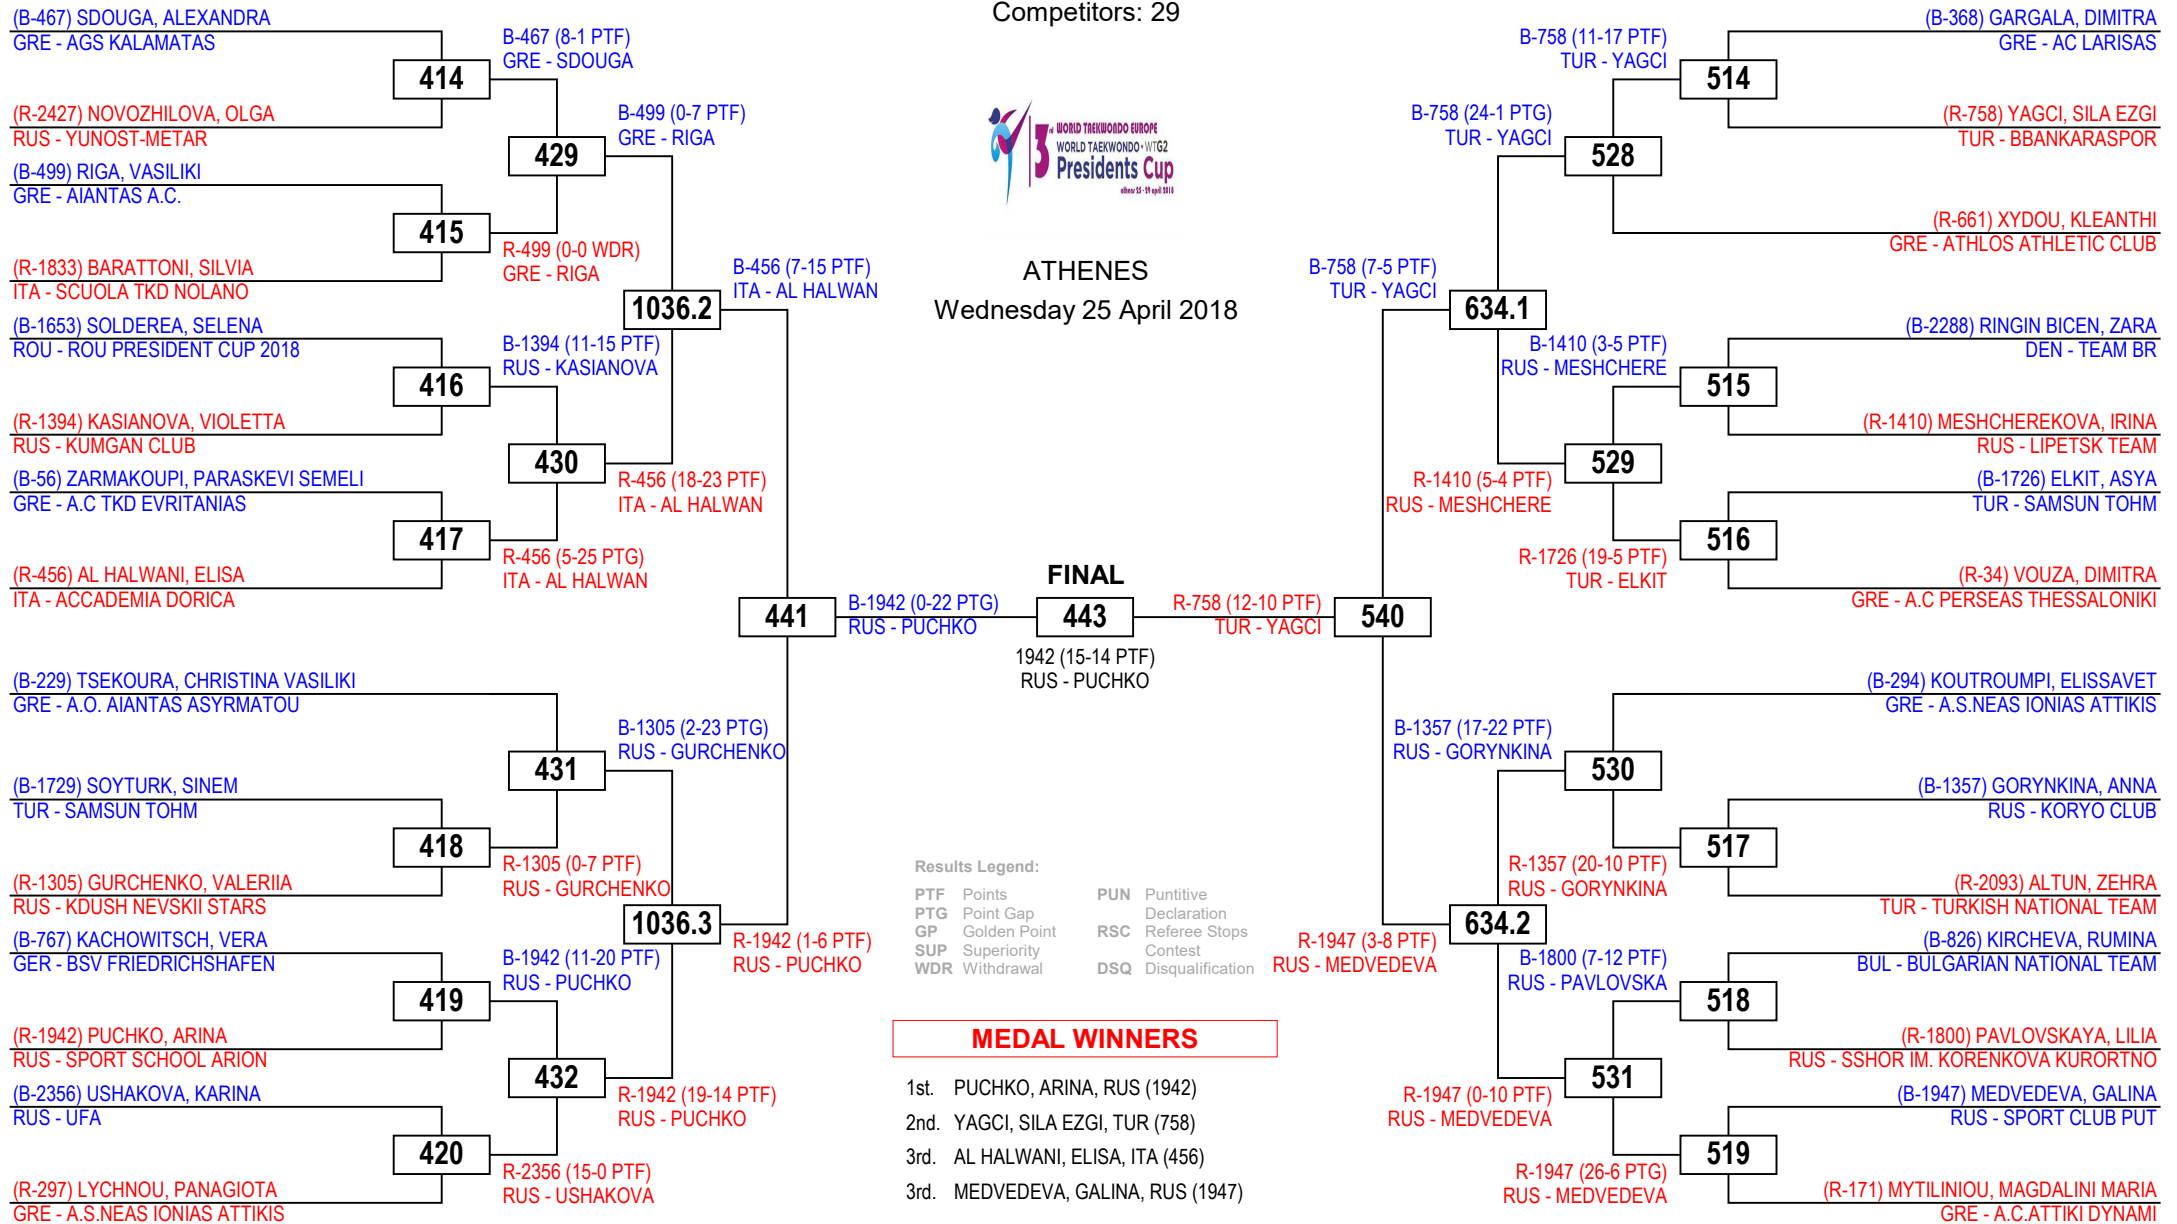 Competitors: 29
3rd WORLD TAEKWONDO EUROPE
WORLD TAEKWONDO • WTG2
Presidents Cup
athens 25 - 29 april 2018
ATHENES
Wednesday 25 April 2018
(B-467) SDOUGA, ALEXANDRA
GRE - AGS KALAMATAS
414
(R-2427) NOVOZHILOVA, OLGA
RUS - YUNOST-METAR
B-467 (8-1 PTF)
GRE - SDOUGA
429
(B-499) RIGA, VASILIKI
GRE - AIANTAS A.C.
415
(R-1833) BARATTONI, SILVIA
ITA - SCUOLA TKD NOLANO
R-499 (0-0 WDR)
GRE - RIGA
B-499 (0-7 PTF)
GRE - RIGA
1036.2
(B-1653) SOLDEREA, SELENA
ROU - ROU PRESIDENT CUP 2018
416
(R-1394) KASIANOVA, VIOLETTA
RUS - KUMGAN CLUB
B-1394 (11-15 PTF)
RUS - KASIANOVA
430
(B-56) ZARMAKOUPI, PARASKEVI SEMELI
GRE - A.C TKD EVRITANIAS
417
(R-456) AL HALWANI, ELISA
ITA - ACCADEMIA DORICA
R-456 (5-25 PTG)
ITA - AL HALWAN
R-456 (18-23 PTF)
ITA - AL HALWAN
B-456 (7-15 PTF)
ITA - AL HALWAN
441
(B-229) TSEKOURA, CHRISTINA VASILIKI
GRE - A.O. AIANTAS ASYRMATOU
431
(B-1729) SOYTURK, SINEM
TUR - SAMSUN TOHM
418
(R-1305) GURCHENKO, VALERIIA
RUS - KDUSH NEVSKII STARS
R-1305 (0-7 PTF)
RUS - GURCHENKO
B-1305 (2-23 PTG)
RUS - GURCHENKO
1036.3
(B-767) KACHOWITSCH, VERA
GER - BSV FRIEDRICHSHAFEN
419
(R-1942) PUCHKO, ARINA
RUS - SPORT SCHOOL ARION
B-1942 (11-20 PTF)
RUS - PUCHKO
432
(B-2356) USHAKOVA, KARINA
RUS - UFA
420
(R-297) LYCHNOU, PANAGIOTA
GRE - A.S.NEAS IONIAS ATTIKIS
R-2356 (15-0 PTF)
RUS - USHAKOVA
R-1942 (19-14 PTF)
RUS - PUCHKO
R-1942 (1-6 PTF)
RUS - PUCHKO
B-1942 (0-22 PTG)
RUS - PUCHKO
FINAL
443
1942 (15-14 PTF)
RUS - PUCHKO
R-758 (12-10 PTF)
TUR - YAGCI
540
(B-368) GARGALA, DIMITRA
GRE - AC LARISAS
514
(R-758) YAGCI, SILA EZGI
TUR - BBANKARASPOR
B-758 (11-17 PTF)
TUR - YAGCI
528
(R-661) XYDOU, KLEANTHI
GRE - ATHLOS ATHLETIC CLUB
B-758 (24-1 PTG)
TUR - YAGCI
B-758 (7-5 PTF)
TUR - YAGCI
634.1
(B-2288) RINGIN BICEN, ZARA
DEN - TEAM BR
515
(R-1410) MESHCHEREKOVA, IRINA
RUS - LIPETSK TEAM
B-1410 (3-5 PTF)
RUS - MESHCHERE
529
R-1410 (5-4 PTF)
RUS - MESHCHERE
(B-1726) ELKIT, ASYA
TUR - SAMSUN TOHM
516
(R-34) VOUZA, DIMITRA
GRE - A.C PERSEAS THESSALONIKI
R-1726 (19-5 PTF)
TUR - ELKIT
(B-294) KOUTROUMPI, ELISSAVET
GRE - A.S.NEAS IONIAS ATTIKIS
B-1357 (17-22 PTF)
RUS - GORYNKINA
530
(B-1357) GORYNKINA, ANNA
RUS - KORYO CLUB
517
(R-2093) ALTUN, ZEHRA
TUR - TURKISH NATIONAL TEAM
R-1357 (20-10 PTF)
RUS - GORYNKINA
634.2
R-1947 (3-8 PTF)
RUS - MEDVEDEVA
(B-826) KIRCHEVA, RUMINA
BUL - BULGARIAN NATIONAL TEAM
518
(R-1800) PAVLOVSKAYA, LILIA
RUS - SSHOR IM. KORENKOVA KURORTNO
B-1800 (7-12 PTF)
RUS - PAVLOVSKA
531
R-1947 (0-10 PTF)
RUS - MEDVEDEVA
(B-1947) MEDVEDEVA, GALINA
RUS - SPORT CLUB PUT
519
(R-171) MYTILINIOU, MAGDALINI MARIA
GRE - A.C.ATTIKI DYNAMI
R-1947 (26-6 PTG)
RUS - MEDVEDEVA
Results Legend:
PTF Points
PTG Point Gap
GP Golden Point
SUP Superiority
WDR Withdrawal
PUN Puntitive
Declaration
RSC Referee Stops
Contest
DSQ Disqualification
MEDAL WINNERS
1st. PUCHKO, ARINA, RUS (1942)
2nd. YAGCI, SILA EZGI, TUR (758)
3rd. AL HALWANI, ELISA, ITA (456)
3rd. MEDVEDEVA, GALINA, RUS (1947)